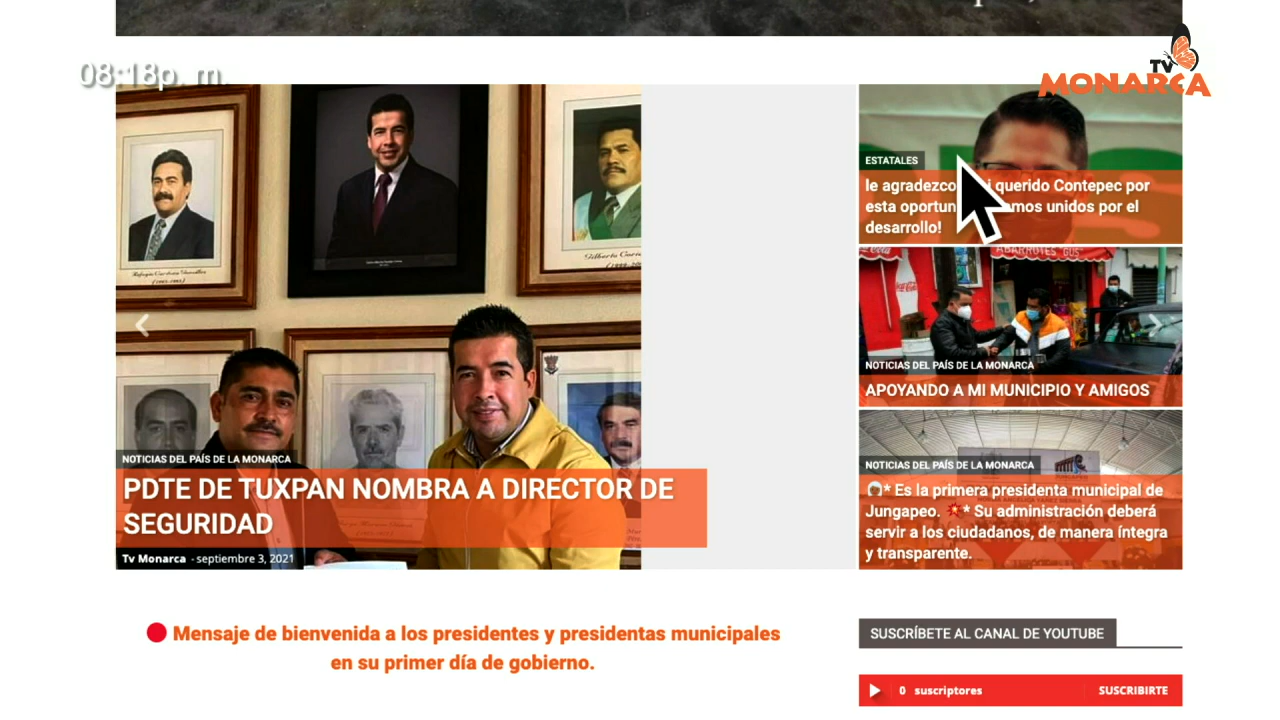 08:18p. m.
TV
MONARCA
ESTATALES
le agradezco i querido Contepec por
esta oportun amos unidos por el
desarrollo!
ABARROTES "GUS"
NOTICIAS DEL PAÍS DE LA MONARCA
APOYANDO A MI MUNICIPIO Y AMIGOS
NOTICIAS DEL PAÍS DE LA MONARCA
* Es la primera presidenta municipal de
Jungapeo. 💥* Su administración deberá
servir a los ciudadanos, de manera íntegra
y transparente.
NOTICIAS DEL PAÍS DE LA MONARCA
PDTE DE TUXPAN NOMBRA A DIRECTOR DE
SEGURIDAD
Tv Monarca - septiembre 3, 2021
🔴 Mensaje de bienvenida a los presidentes y presidentas municipales
en su primer día de gobierno.
SUSCRÍBETE AL CANAL DE YOUTUBE
0 suscriptores
SUSCRIBIRTE